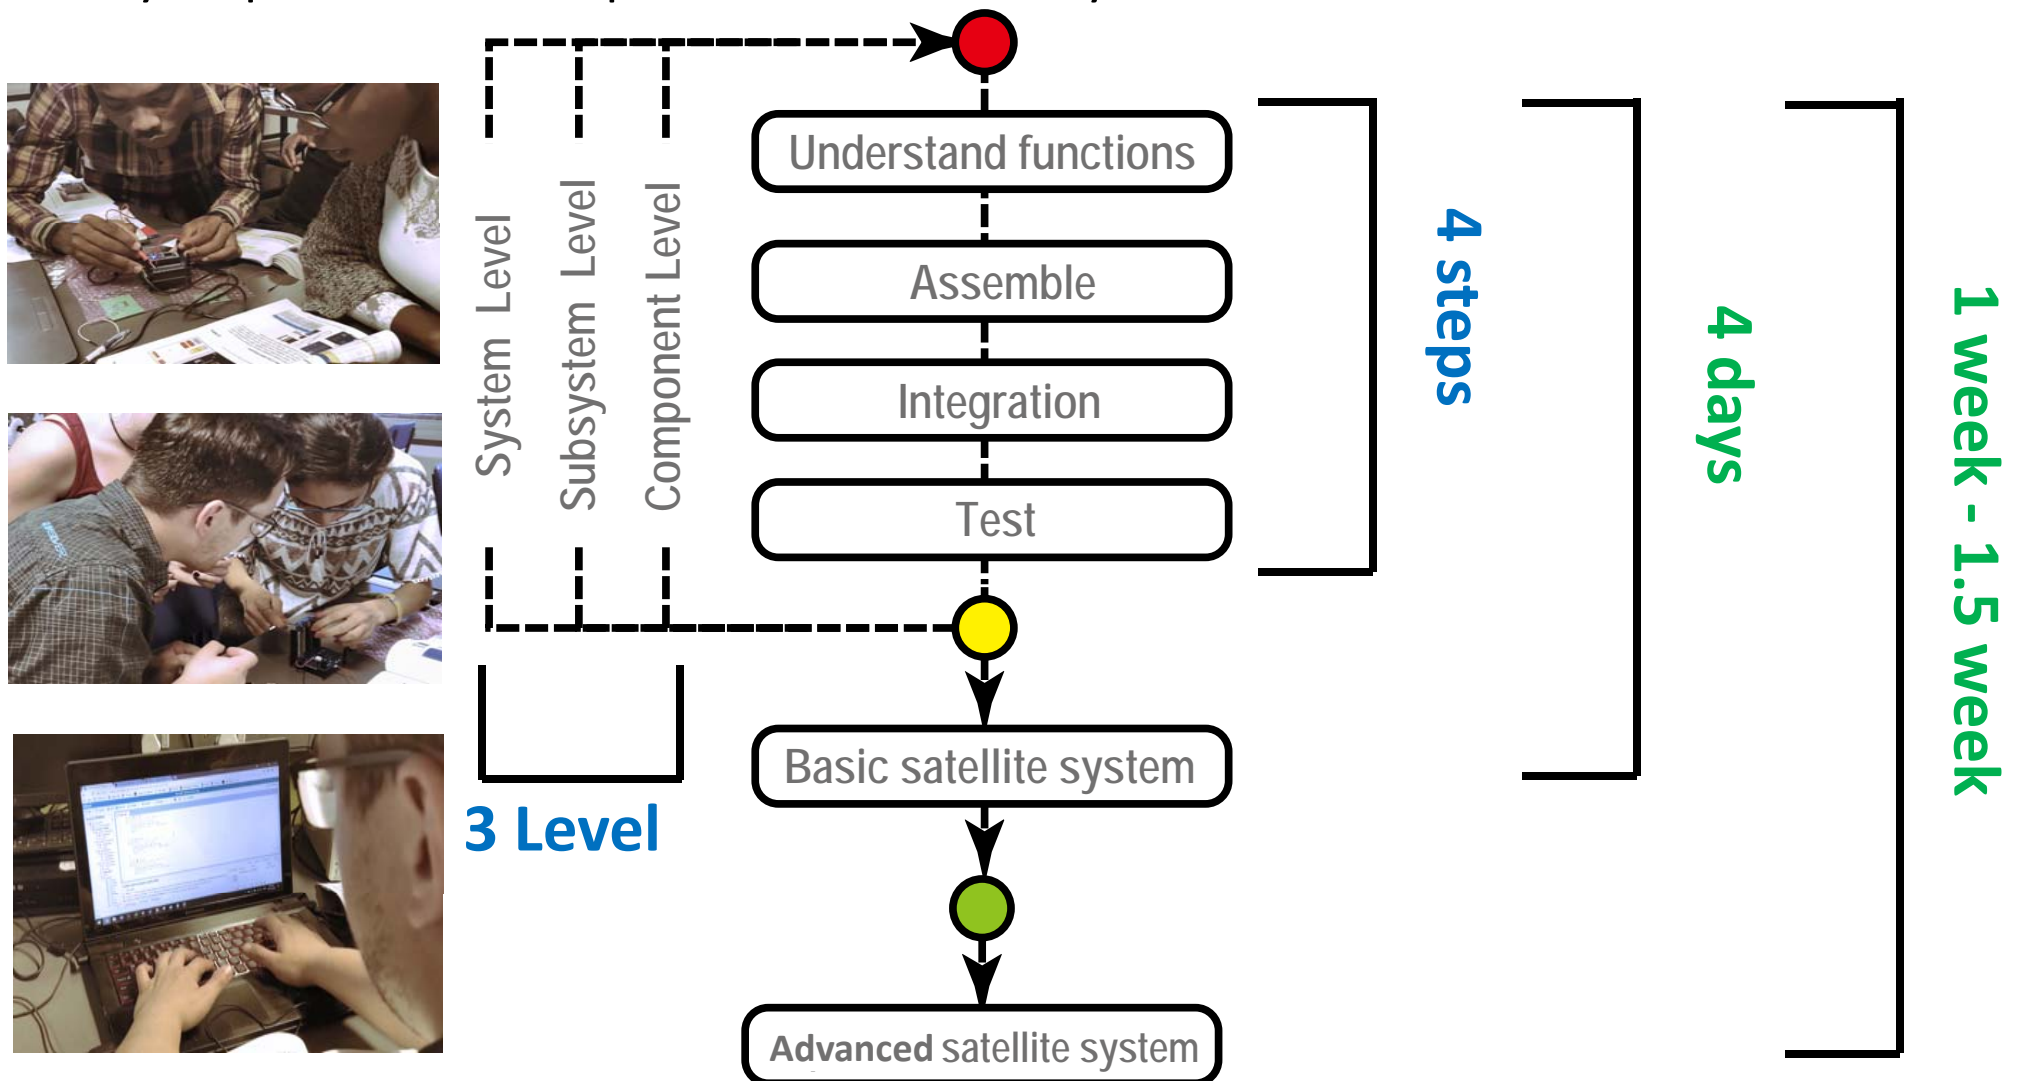 Understand functions
Assemble
Integration
Test
System Level
Subsystem Level
Component Level
3 Level
Basic satellite system
Advanced satellite system
4 steps
4 days
1 week - 1.5 week